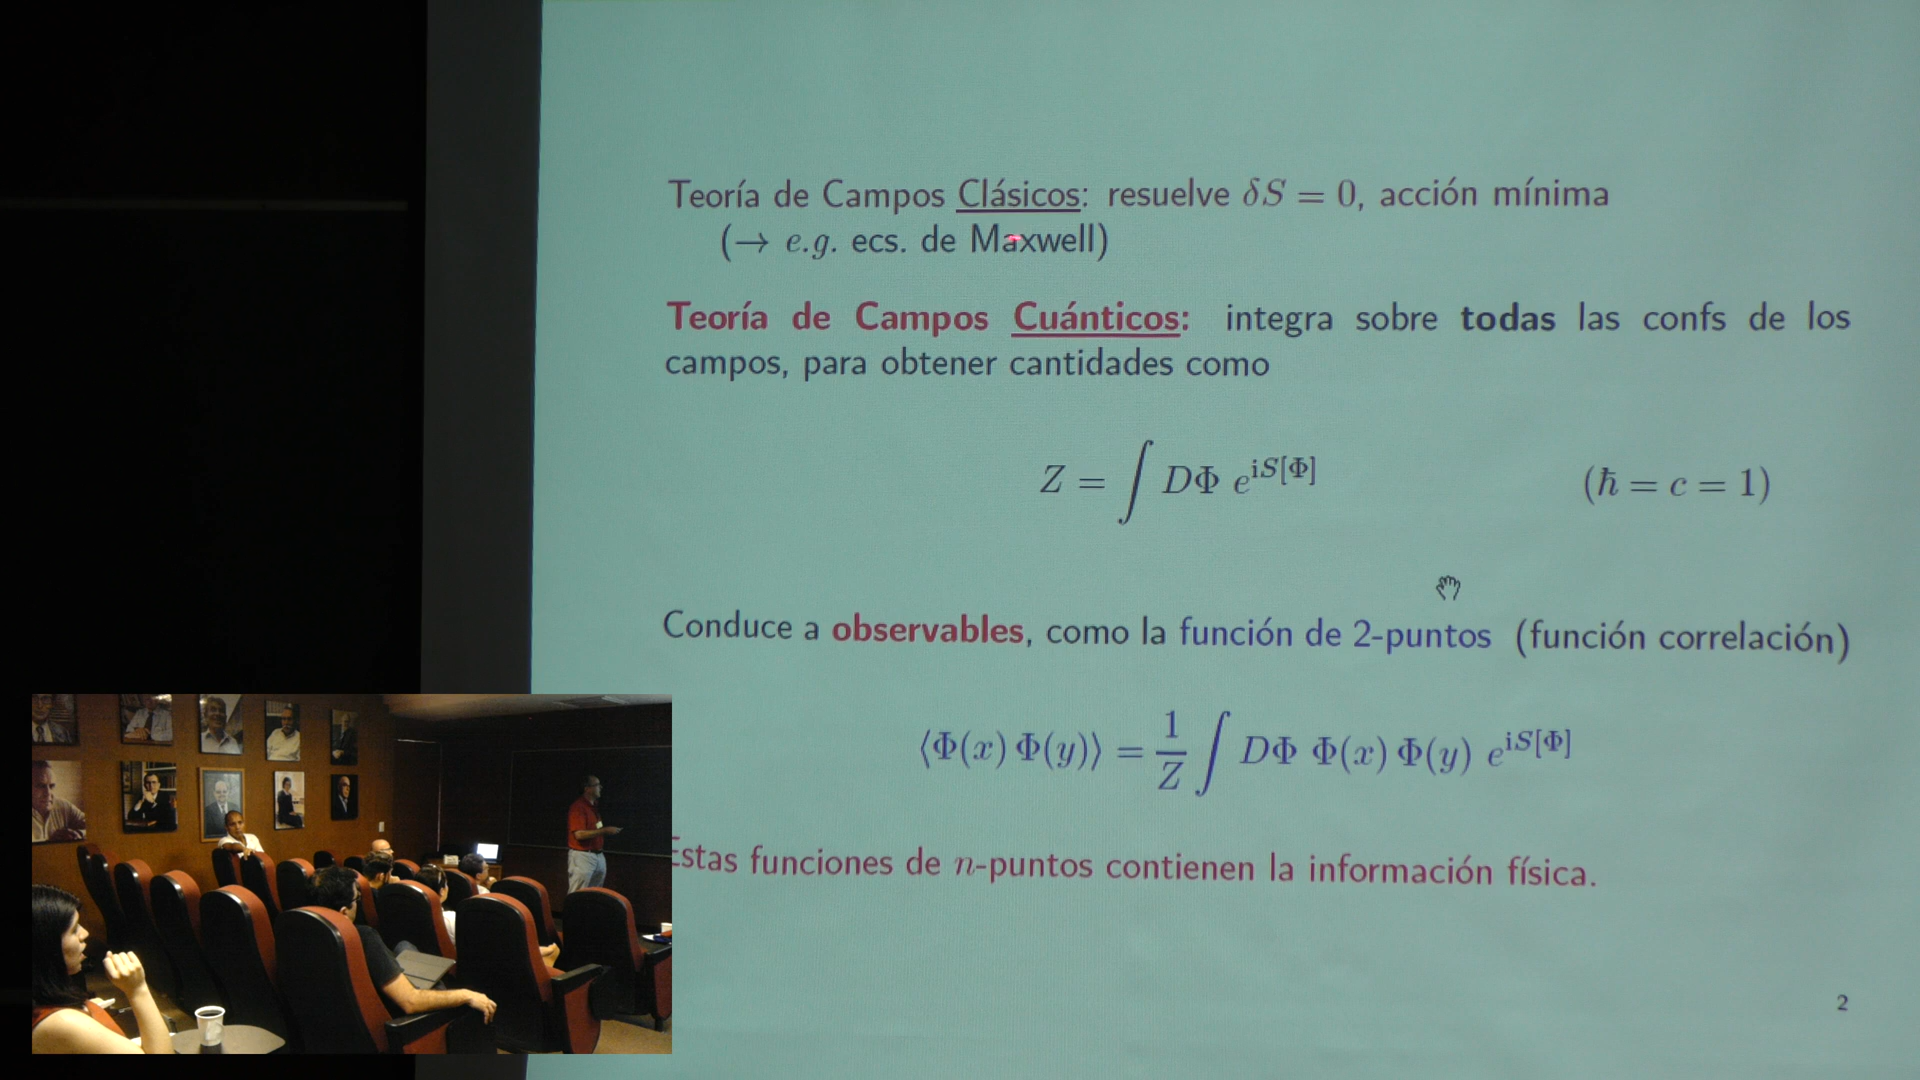 Teoría de Campos Clásicos: resuelve δS = 0, acción mínima
(→ e.g. ecs. de Maxwell)
Teoría de Campos Cuánticos: integra sobre todas las confs de los
campos, para obtener cantidades como
Z = ∫ DΦ e^{iS[Φ]} (ħ = c = 1)
Conduce a observables, como la función de 2-puntos (función correlación)
⟨Φ(x) Φ(y)⟩ = 1/Z ∫ DΦ Φ(x) Φ(y) e^{iS[Φ]}
Estas funciones de n-puntos contienen la información física.
2